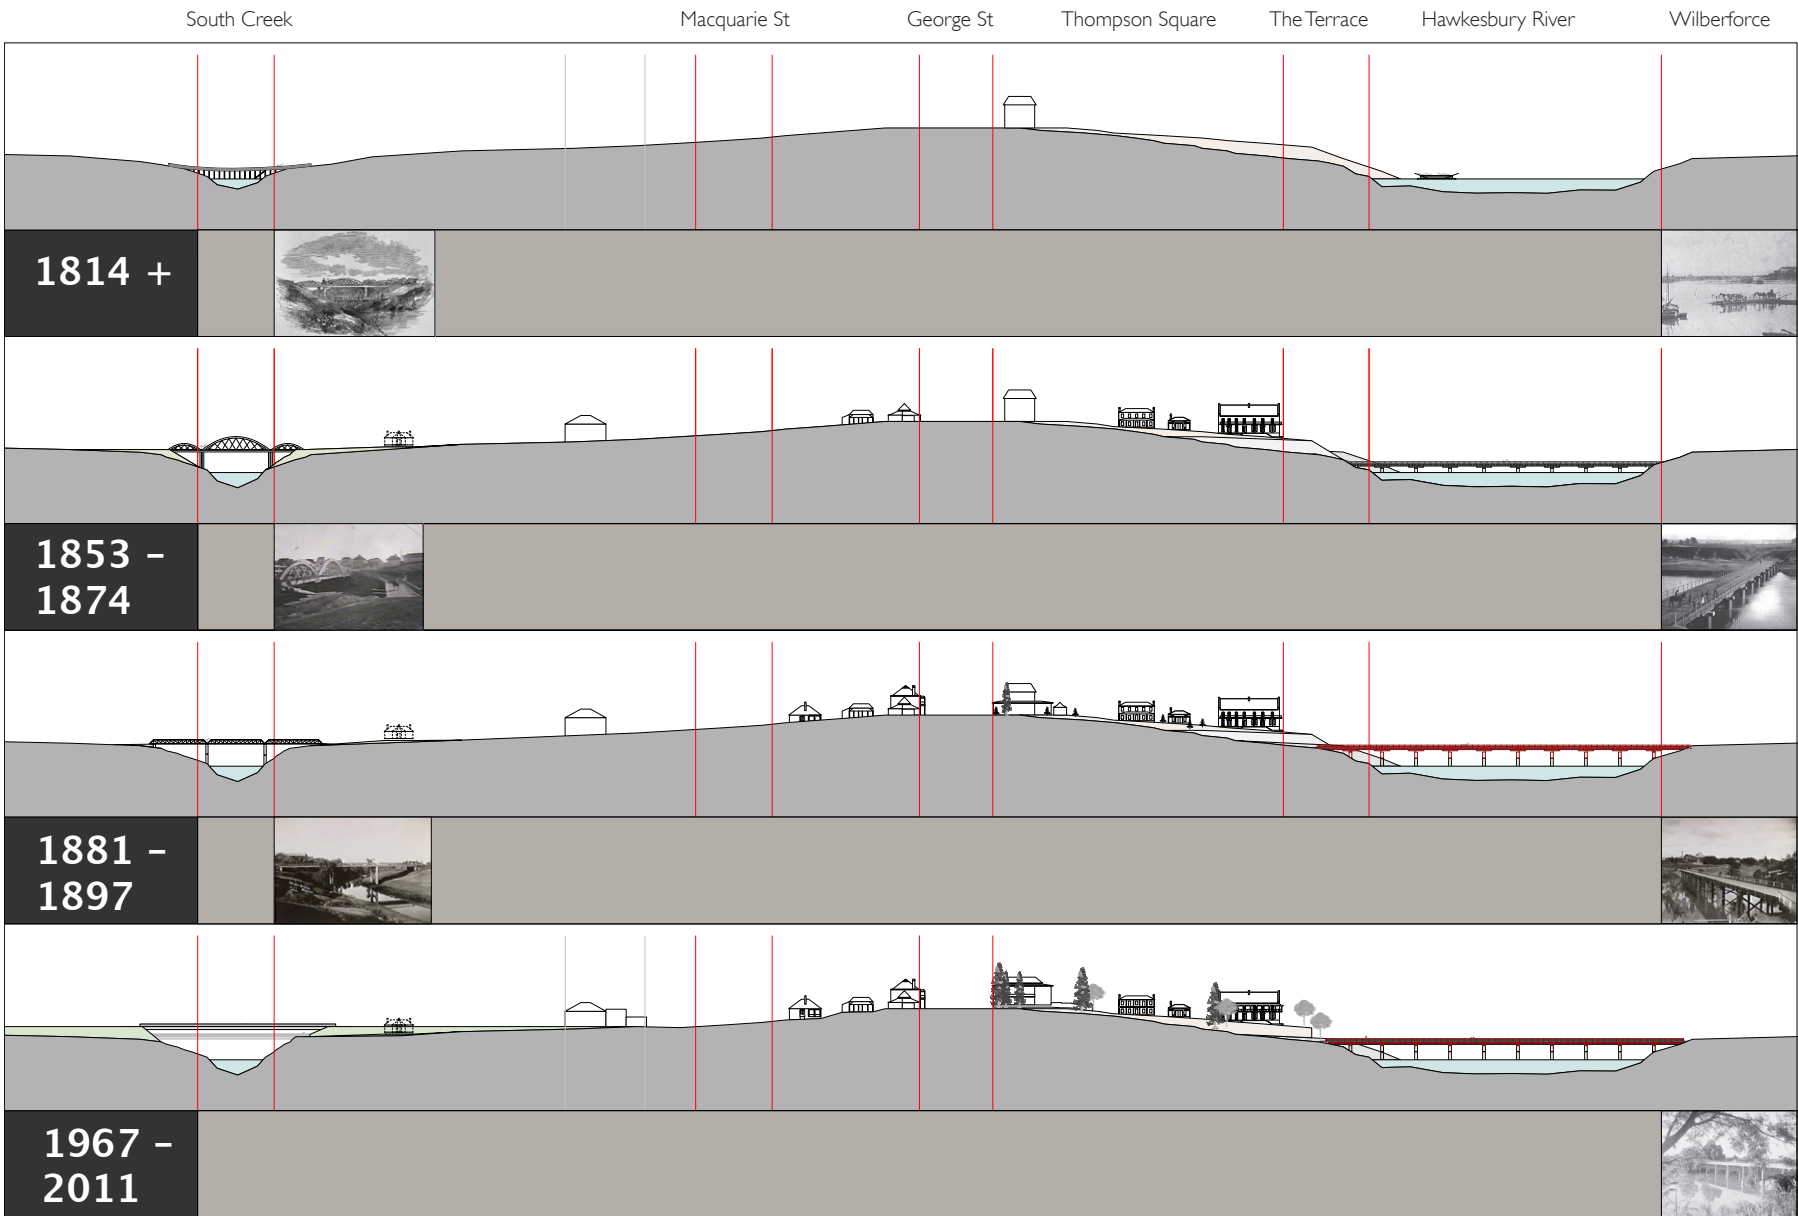 South Creek
Macquarie St
George St
Thompson Square
The Terrace
Hawkesbury River
Wilberforce
1814 +
1853 –
1874
1881 –
1897
1967 –
2011